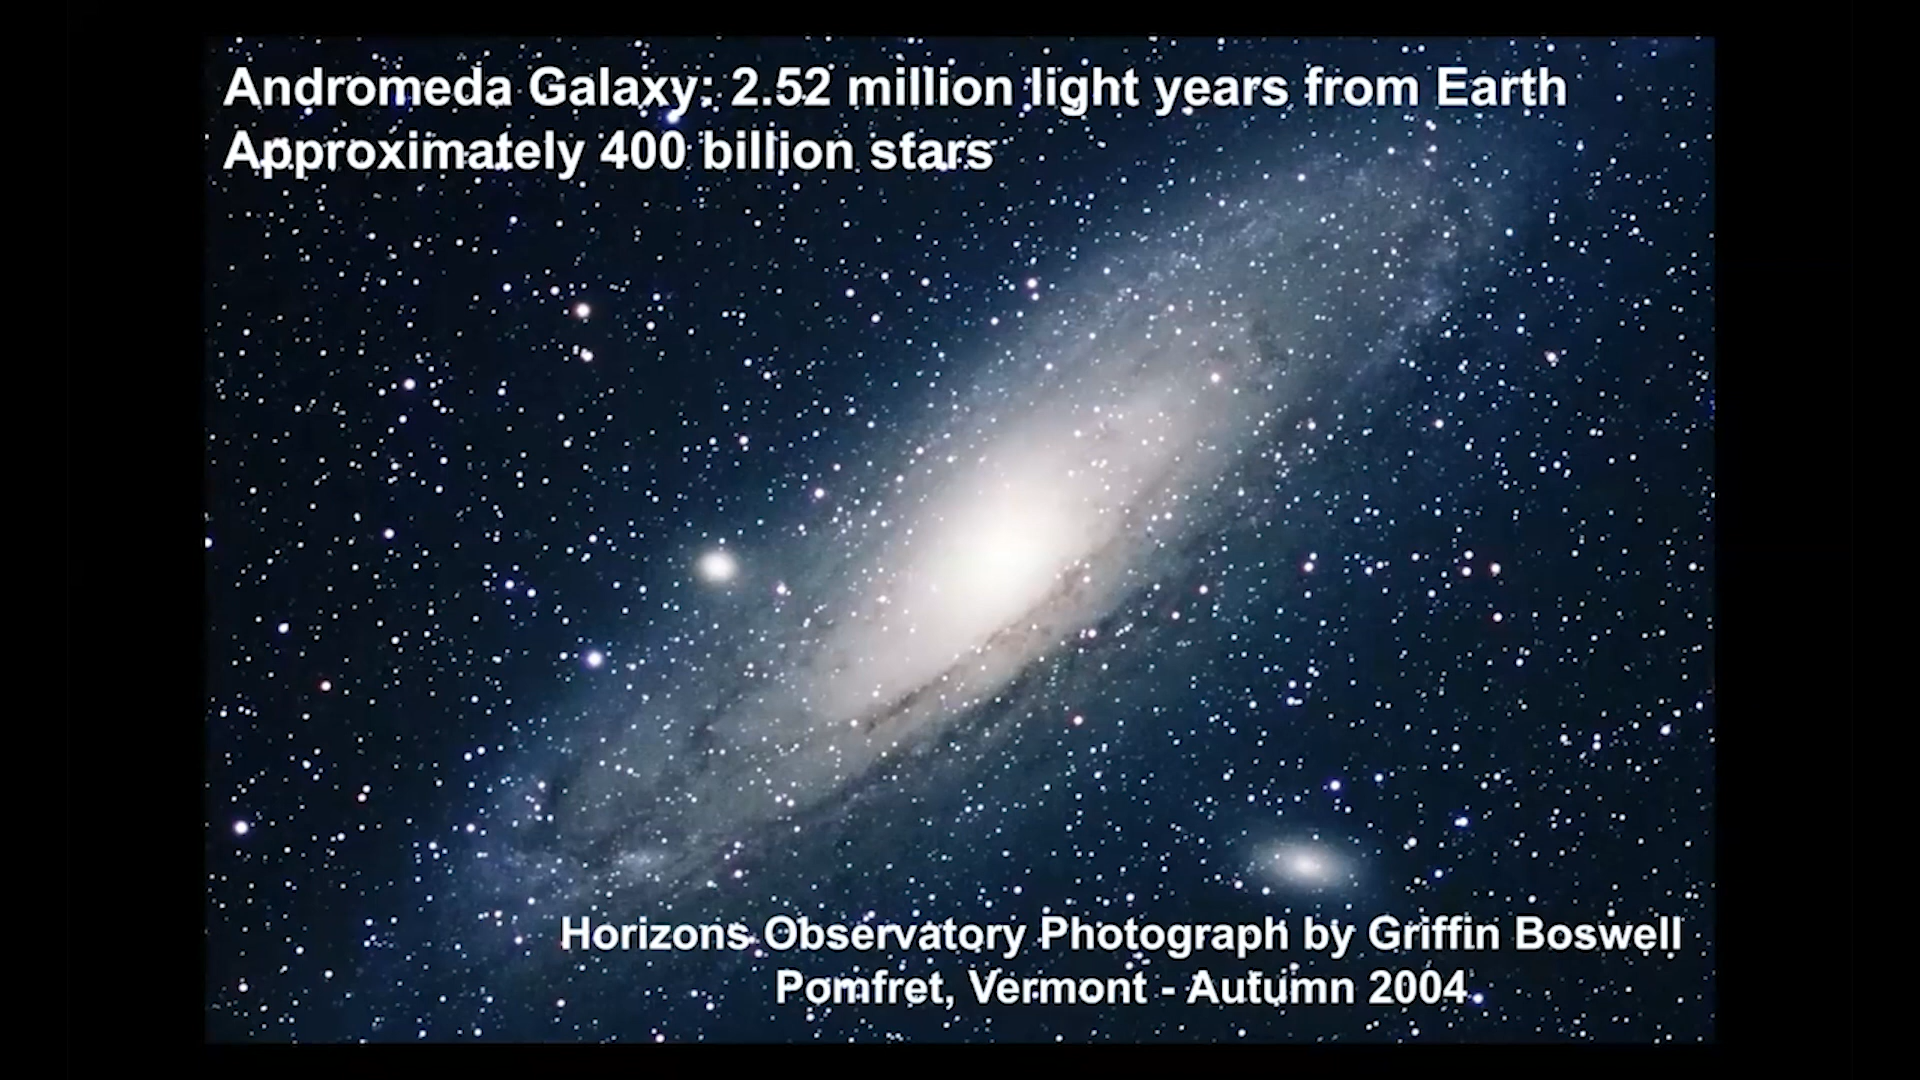 Andromeda Galaxy: 2.52 million light years from Earth
Approximately 400 billion stars
Horizons Observatory Photograph by Griffin Boswell
Pomfret, Vermont - Autumn 2004